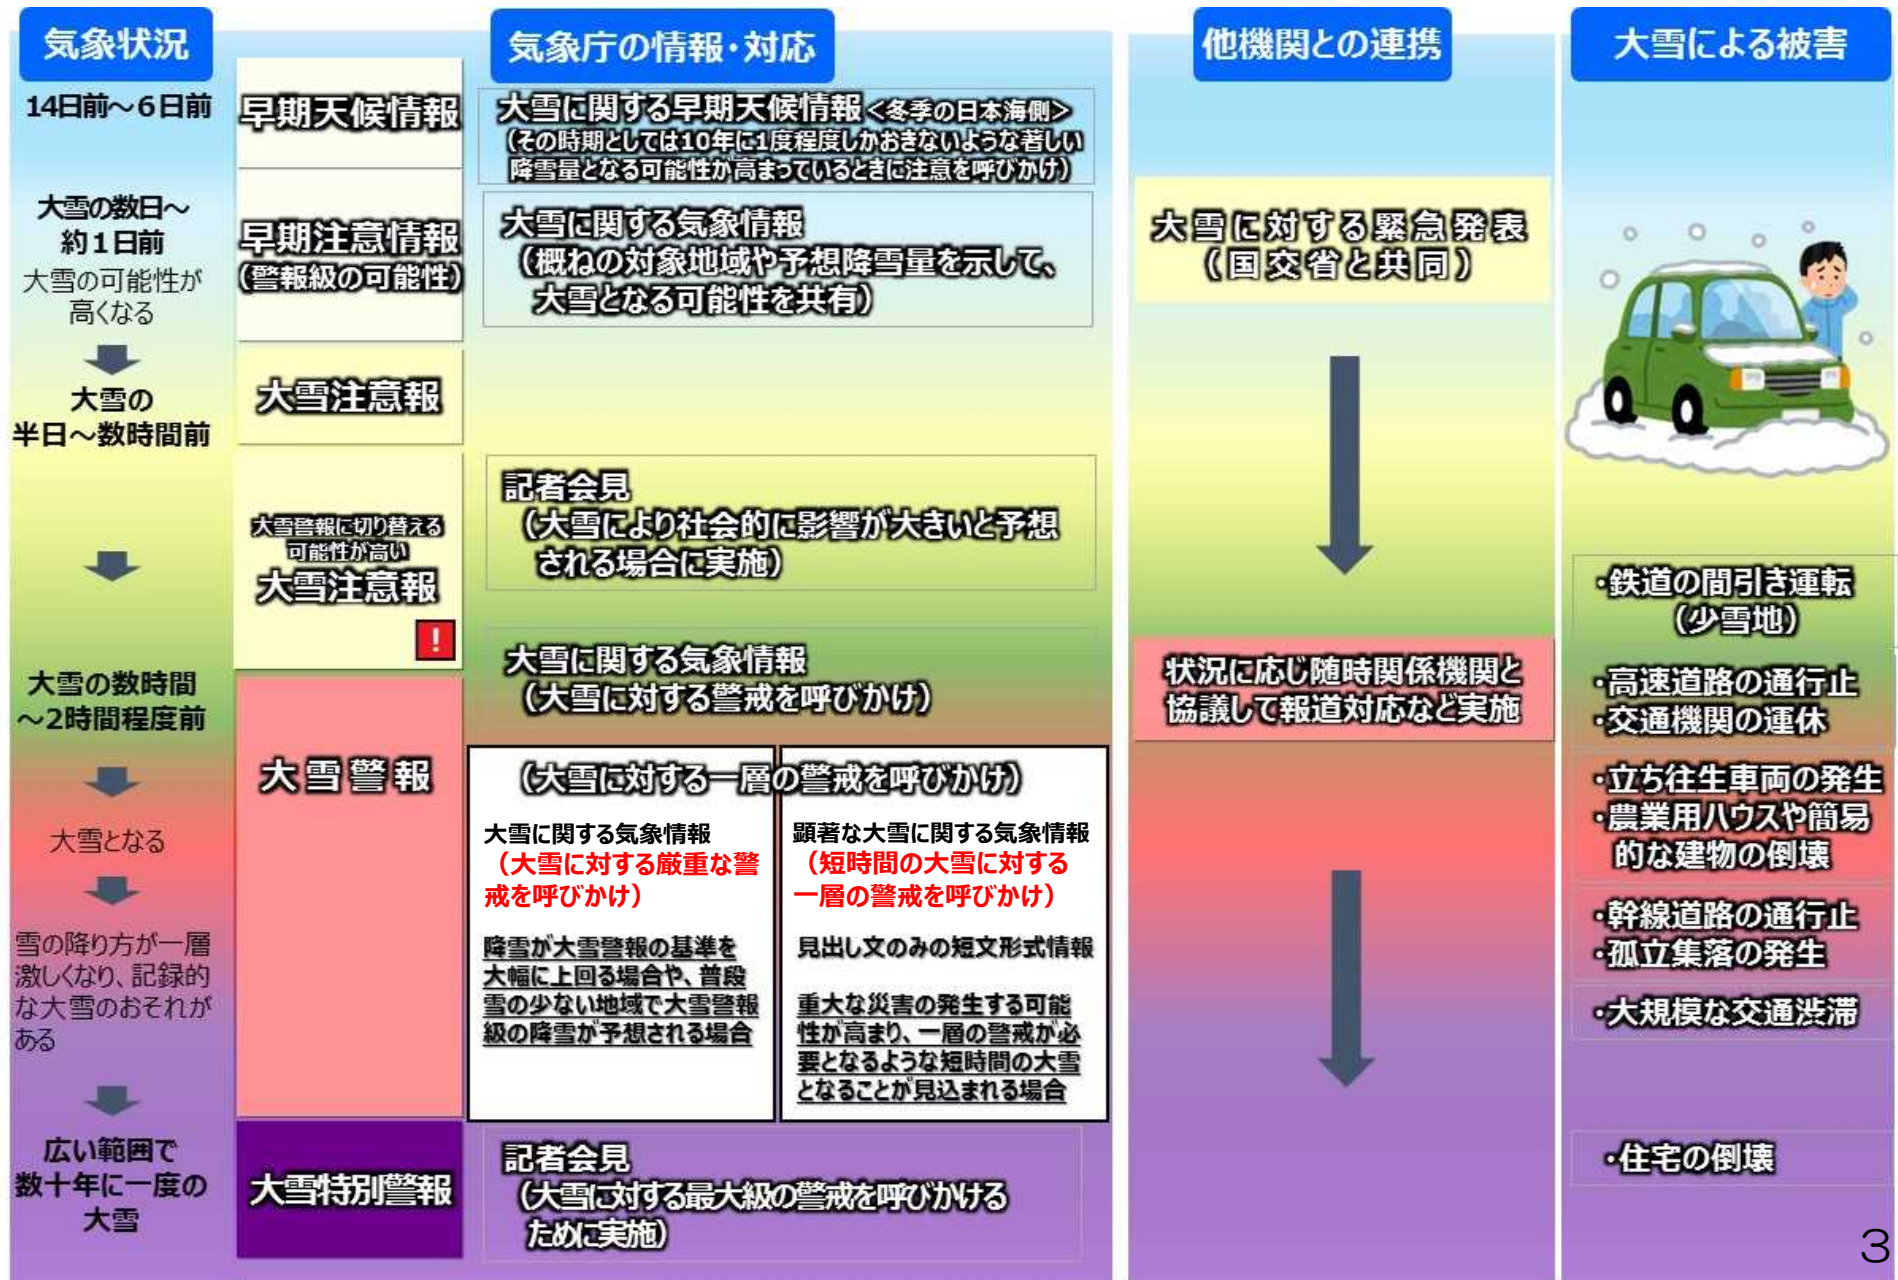 気象状況
14日前～6日前
大雪の数日～
約1日前
大雪の可能性が
高くなる
大雪の
半日～数時間前
大雪の数時間
～2時間程度前
大雪となる
雪の降り方が一層
激しくなり、記録的
な大雪のおそれが
ある
広い範囲で
数十年に一度の
大雪
早期天候情報
早期注意情報
（警報級の可能性）
大雪注意報
大雪警報に切り替える
可能性が高い
大雪注意報
!
大雪警報
大雪特別警報
気象庁の情報・対応
大雪に関する早期天候情報＜冬季の日本海側＞
（その時期としては10年に1度程度しかおきないような著しい
降雪量となる可能性が高まっているときに注意を呼びかけ）
大雪に関する気象情報
（概ねの対象地域や予想降雪量を示して、
大雪となる可能性を共有）
記者会見
（大雪により社会的に影響が大きいと予想
される場合に実施）
大雪に関する気象情報
（大雪に対する警戒を呼びかけ）
（大雪に対する一層の警戒を呼びかけ）
大雪に関する気象情報
（大雪に対する厳重な警
戒を呼びかけ）
降雪が大雪警報の基準を
大幅に上回る場合や、普段
雪の少ない地域で大雪警報
級の降雪が予想される場合
顕著な大雪に関する気象情報
（短時間の大雪に対する
一層の警戒を呼びかけ）
見出し文のみの短文形式情報
重大な災害の発生する可能
性が高まり、一層の警戒が必
要となるような短時間の大雪
となることが見込まれる場合
記者会見
（大雪に対する最大級の警戒を呼びかける
ために実施）
他機関との連携
大雪に対する緊急発表
（国交省と共同）
状況に応じ随時関係機関と
協議して報道対応など実施
大雪による被害
・鉄道の間引き運転
（少雪地）
・高速道路の通行止
・交通機関の運休
・立ち往生車両の発生
・農業用ハウスや簡易
的な建物の倒壊
・幹線道路の通行止
・孤立集落の発生
・大規模な交通渋滞
・住宅の倒壊
3